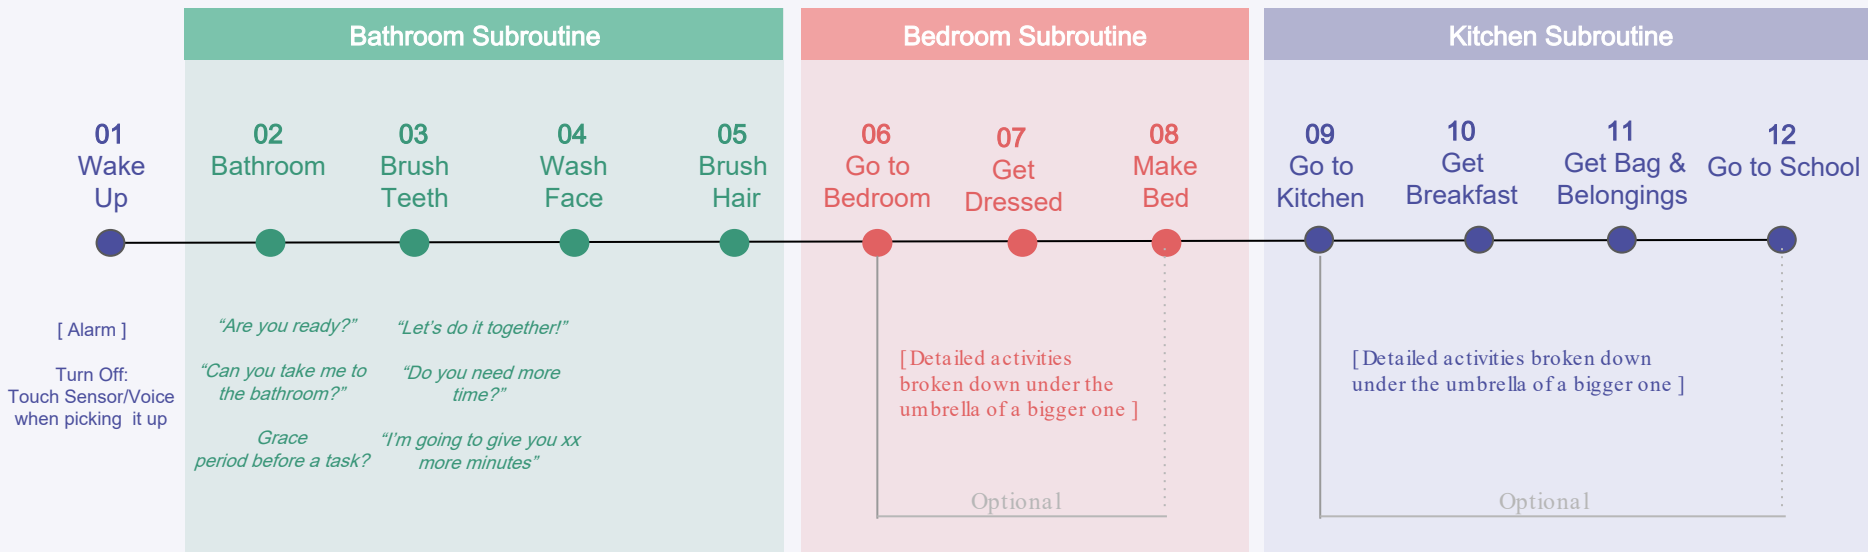 Bathroom Subroutine
Bedroom Subroutine
Kitchen Subroutine
01
Wake
Up
02
Bathroom
03
Brush
Teeth
04
Wash
Face
05
Brush
Hair
06
Go to
Bedroom
07
Get
Dressed
08
Make
Bed
09
Go to
Kitchen
10
Get
Breakfast
11
Get Bag &
Belongings
12
Go to School
[ Alarm ]
Turn Off:
Touch Sensor/Voice
when picking it up
“Are you ready?”
“Can you take me to
the bathroom?”
Grace
period before a task?
“Let’s do it together!”
“Do you need more
time?”
“I’m going to give you xx
more minutes”
[ Detailed activities
broken down under the
umbrella of a bigger one ]
Optional
[ Detailed activities broken down
under the umbrella of a bigger one ]
Optional